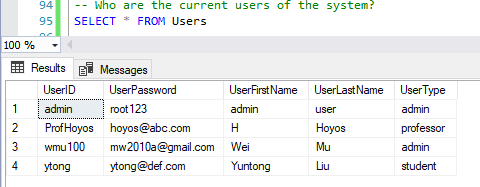 94 -- Who are the current users of the system?
95 SELECT * FROM Users
100 %
Results Messages
UserID UserPassword UserFirstName UserLastName UserType
1 admin root123 admin user admin
2 ProfHoyos hoyos@abc.com H Hoyos professor
3 wmu100 mw2010a@gmail.com Wei Mu admin
4 ytong ytong@def.com Yuntong Liu student